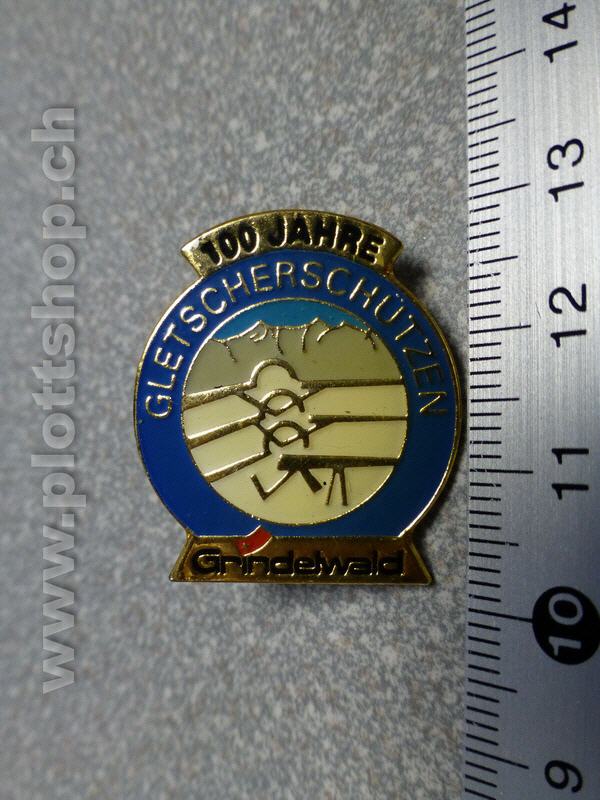 100 JAHRE
GLETSCHERSCHÜTZEN
Grindelwald
www.plottshop.ch
14
13
12
11
10
9